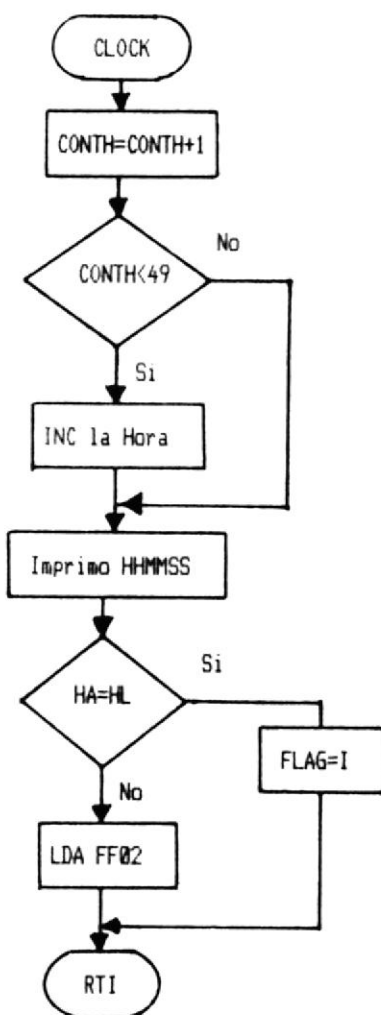 CLOCK
CONTH=CONTH+1
CONTH<49
No
Si
INC la Hora
Imprimo HHMMSS
HA=HL
Si
FLAG=I
No
LDA FF02
RTI